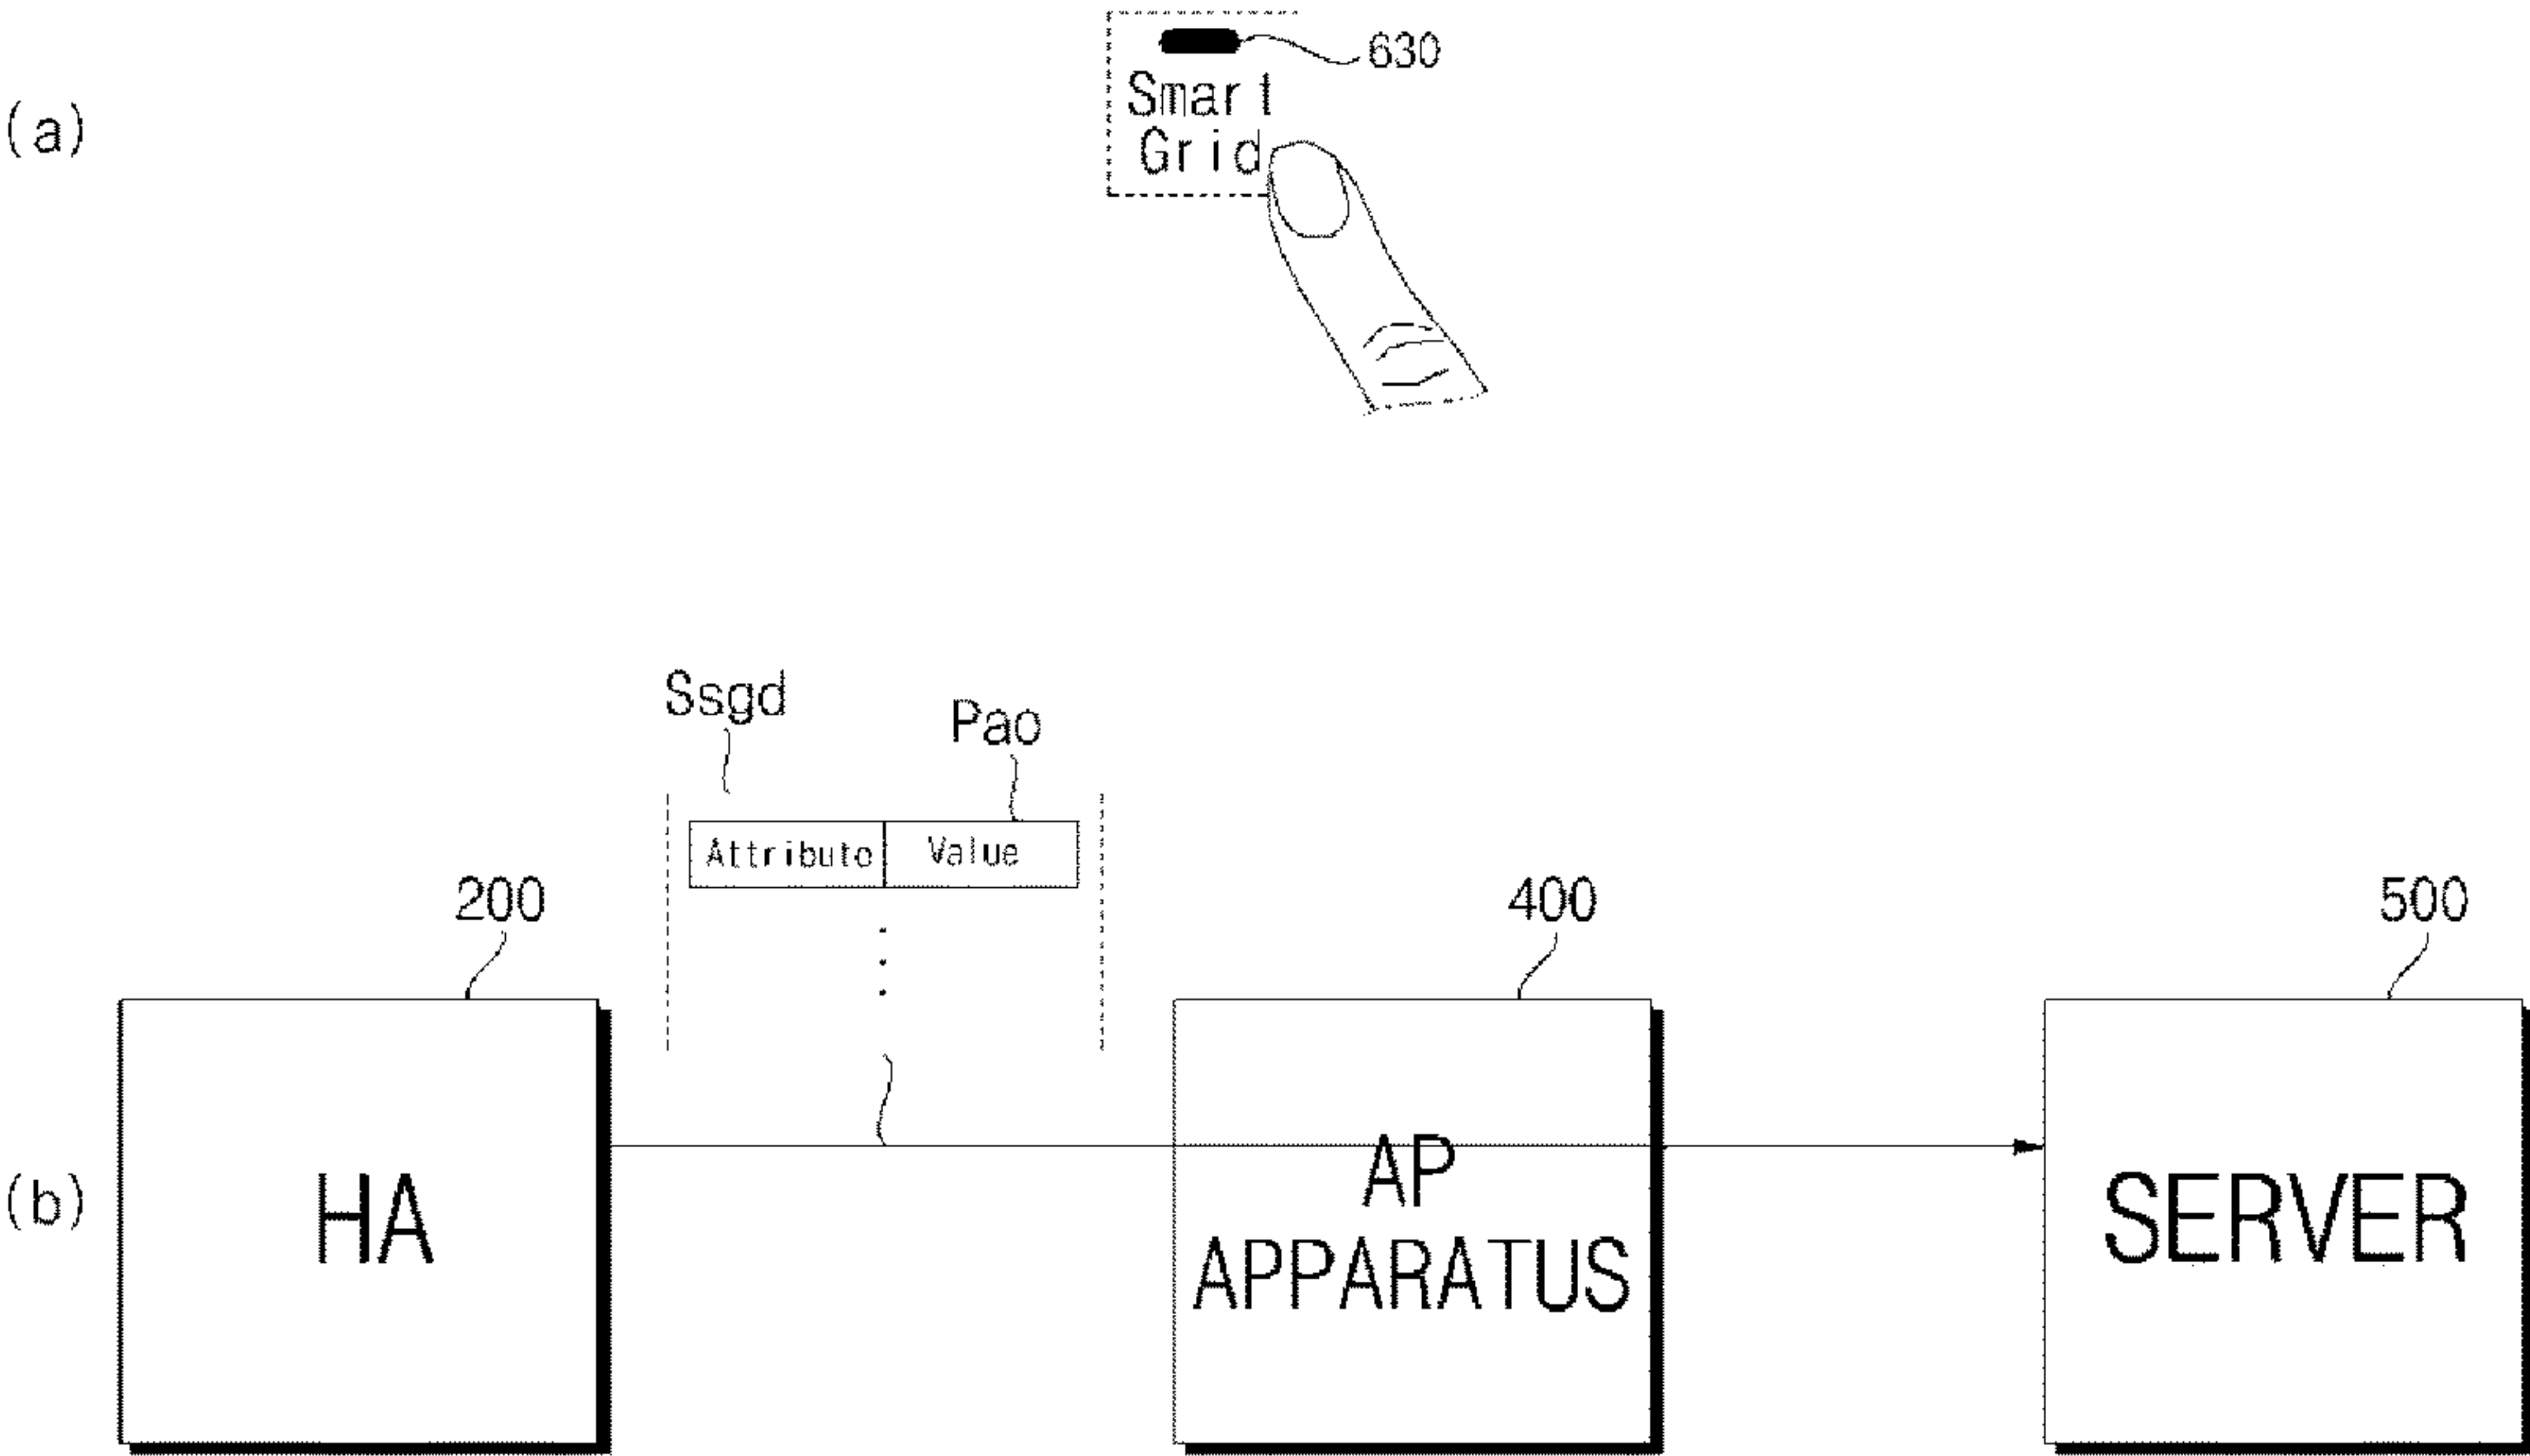 (a)
630
Smart
Grid
Ssgd
Pao
Attribute Value
200
400
500
(b)
HA
AP
APPARATUS
SERVER